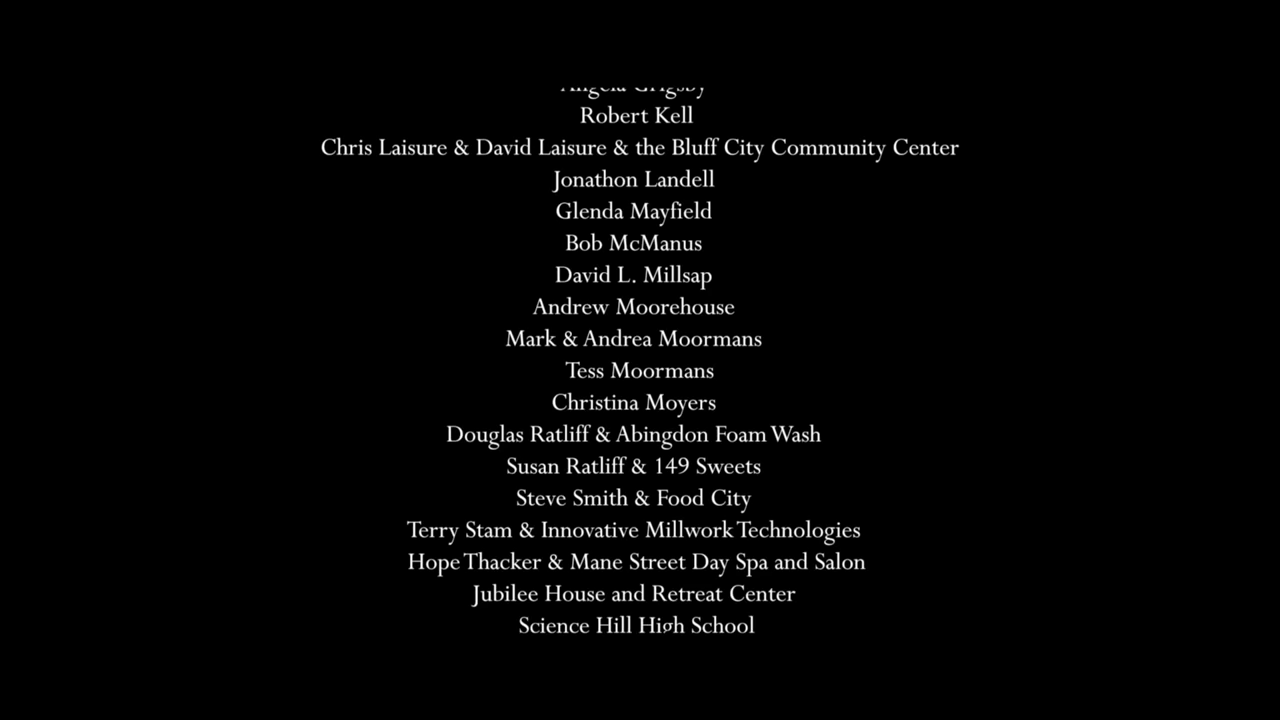 Angela Grigsby
Robert Kell
Chris Laisure & David Laisure & the Bluff City Community Center
Jonathon Landell
Glenda Mayfield
Bob McManus
David L. Millsap
Andrew Moorehouse
Mark & Andrea Moormans
Tess Moormans
Christina Moyers
Douglas Ratliff & Abingdon Foam Wash
Susan Ratliff & 149 Sweets
Steve Smith & Food City
Terry Stam & Innovative Millwork Technologies
Hope Thacker & Mane Street Day Spa and Salon
Jubilee House and Retreat Center
Science Hill High School